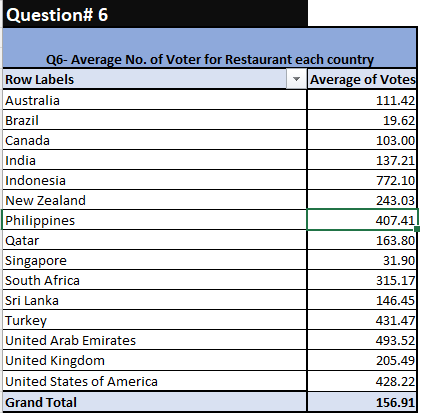 Question# 6
Q6- Average No. of Voter for Restaurant each country
Row Labels Average of Votes
Australia 111.42
Brazil 19.62
Canada 103.00
India 137.21
Indonesia 772.10
New Zealand 243.03
Philippines 407.41
Qatar 163.80
Singapore 31.90
South Africa 315.17
Sri Lanka 146.45
Turkey 431.47
United Arab Emirates 493.52
United Kingdom 205.49
United States of America 428.22
Grand Total 156.91